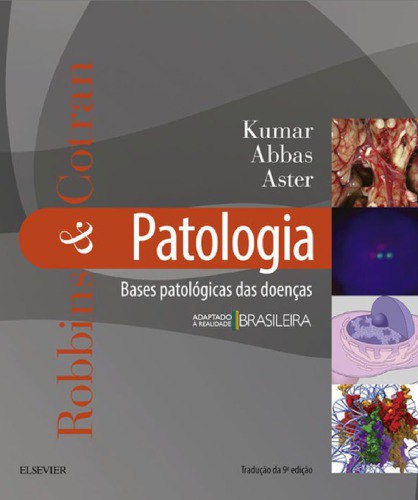 Kumar
Abbas
Aster
Robbins & Cotran
Patologia
Bases patológicas das doenças
ADAPTADO
À REALIDADE BRASILEIRA
ELSEVIER
Tradução da 9ª edição